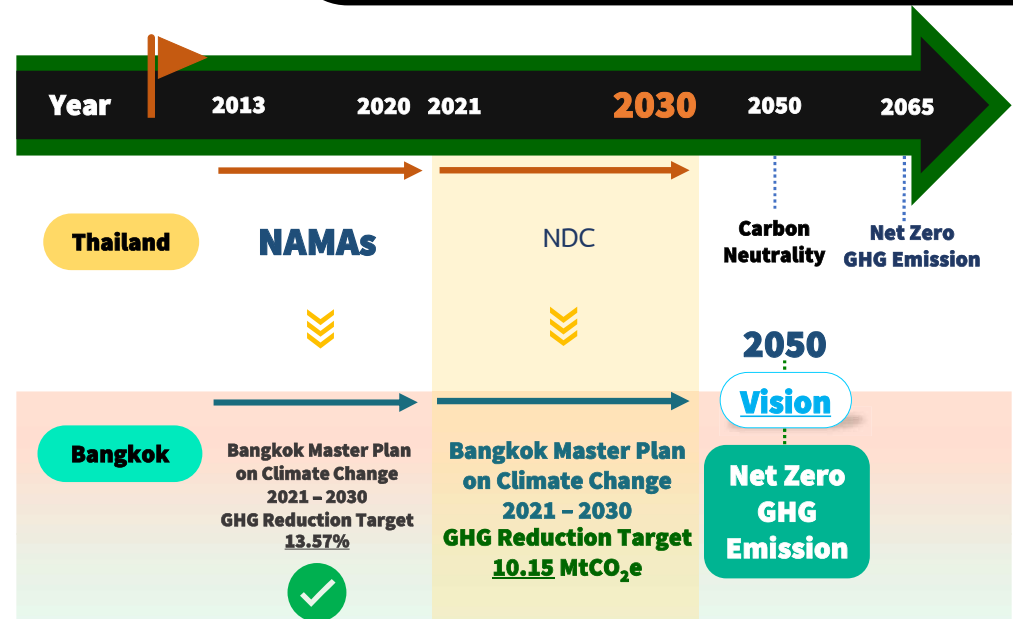 Year 2013 2020 2021 2030 2050 2065
Thailand
NAMAs
NDC
Carbon
Neutrality
Net Zero
GHG Emission
Bangkok
Bangkok Master Plan
on Climate Change
2021 – 2030
GHG Reduction Target
13.57%
Bangkok Master Plan
on Climate Change
2021 – 2030
GHG Reduction Target
10.15 MtCO₂e
2050
Vision
Net Zero
GHG
Emission